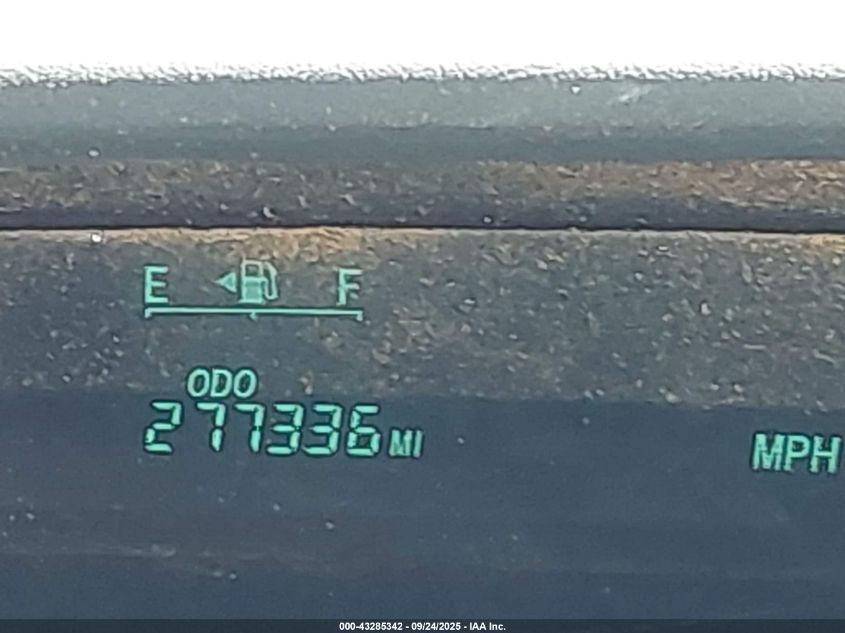 E F
ODO
277336 MI
MPH
000-43285342 - 09/24/2025 - IAA Inc.